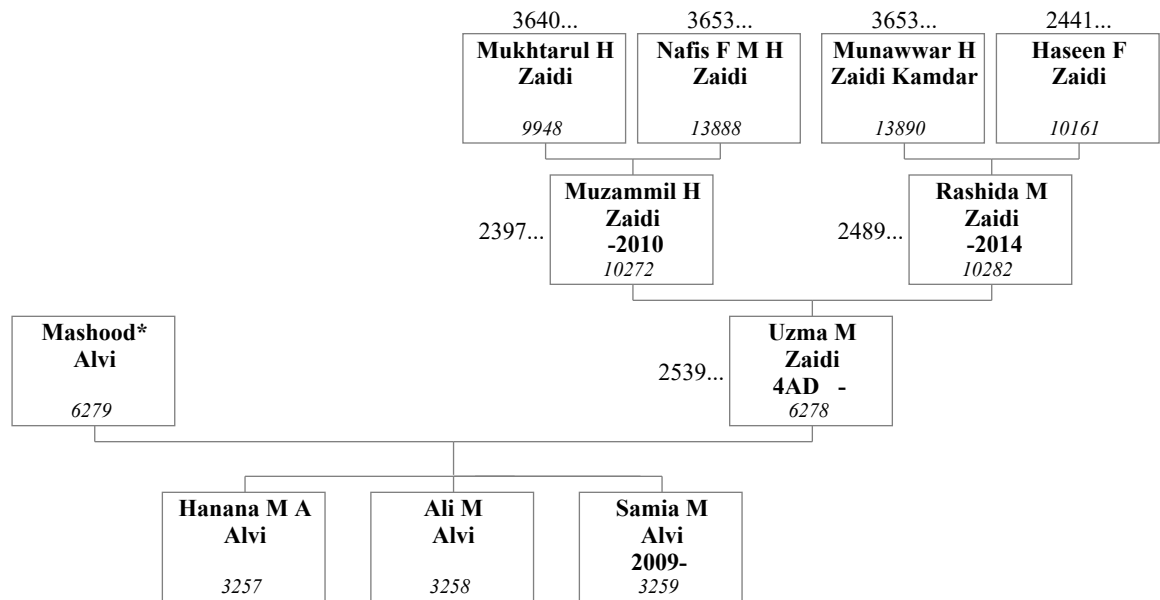 3640...
3653...
3653...
2441...
Mukhtarul H
Zaidi
9948
Nafis F M H
Zaidi
13888
Munawwar H
Zaidi Kamdar
13890
Haseen F
Zaidi
10161
2397...
Muzammil H
Zaidi
-2010
10272
2489...
Rashida M
Zaidi
-2014
10282
Mashood*
Alvi
6279
2539...
Uzma M
Zaidi
4AD -
6278
Hanana M A
Alvi
3257
Ali M
Alvi
3258
Samia M
Alvi
2009-
3259